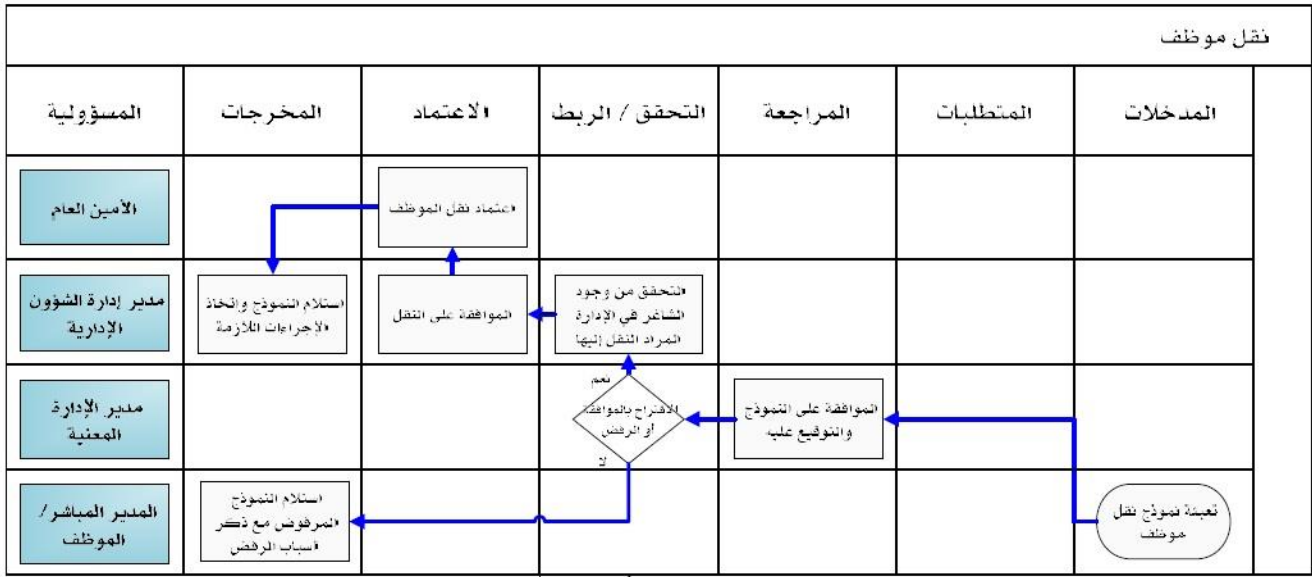 نقل موظف
المدخلات
المتطلبات
المراجعة
التحقق / الربط
الاعتماد
المخرجات
المسؤولية
اعتماد نقل الموظف
الأمين العام
التحقق من وجود
الشاغر في الإدارة
المراد النقل إليها
الموافقة على النقل
استلام النموذج واتخاذ
الإجراءات اللازمة
مدير إدارة الشؤون
الإدارية
الموافقة على النموذج
والتوقيع عليه
نعم
الاقتراح بالموافقة
أو الرفض
لا
مدير الإدارة
المعنية
تعبئة نموذج نقل
موظف
استلام النموذج
المرفوض مع ذكر
أسباب الرفض
المدير المباشر/
الموظف